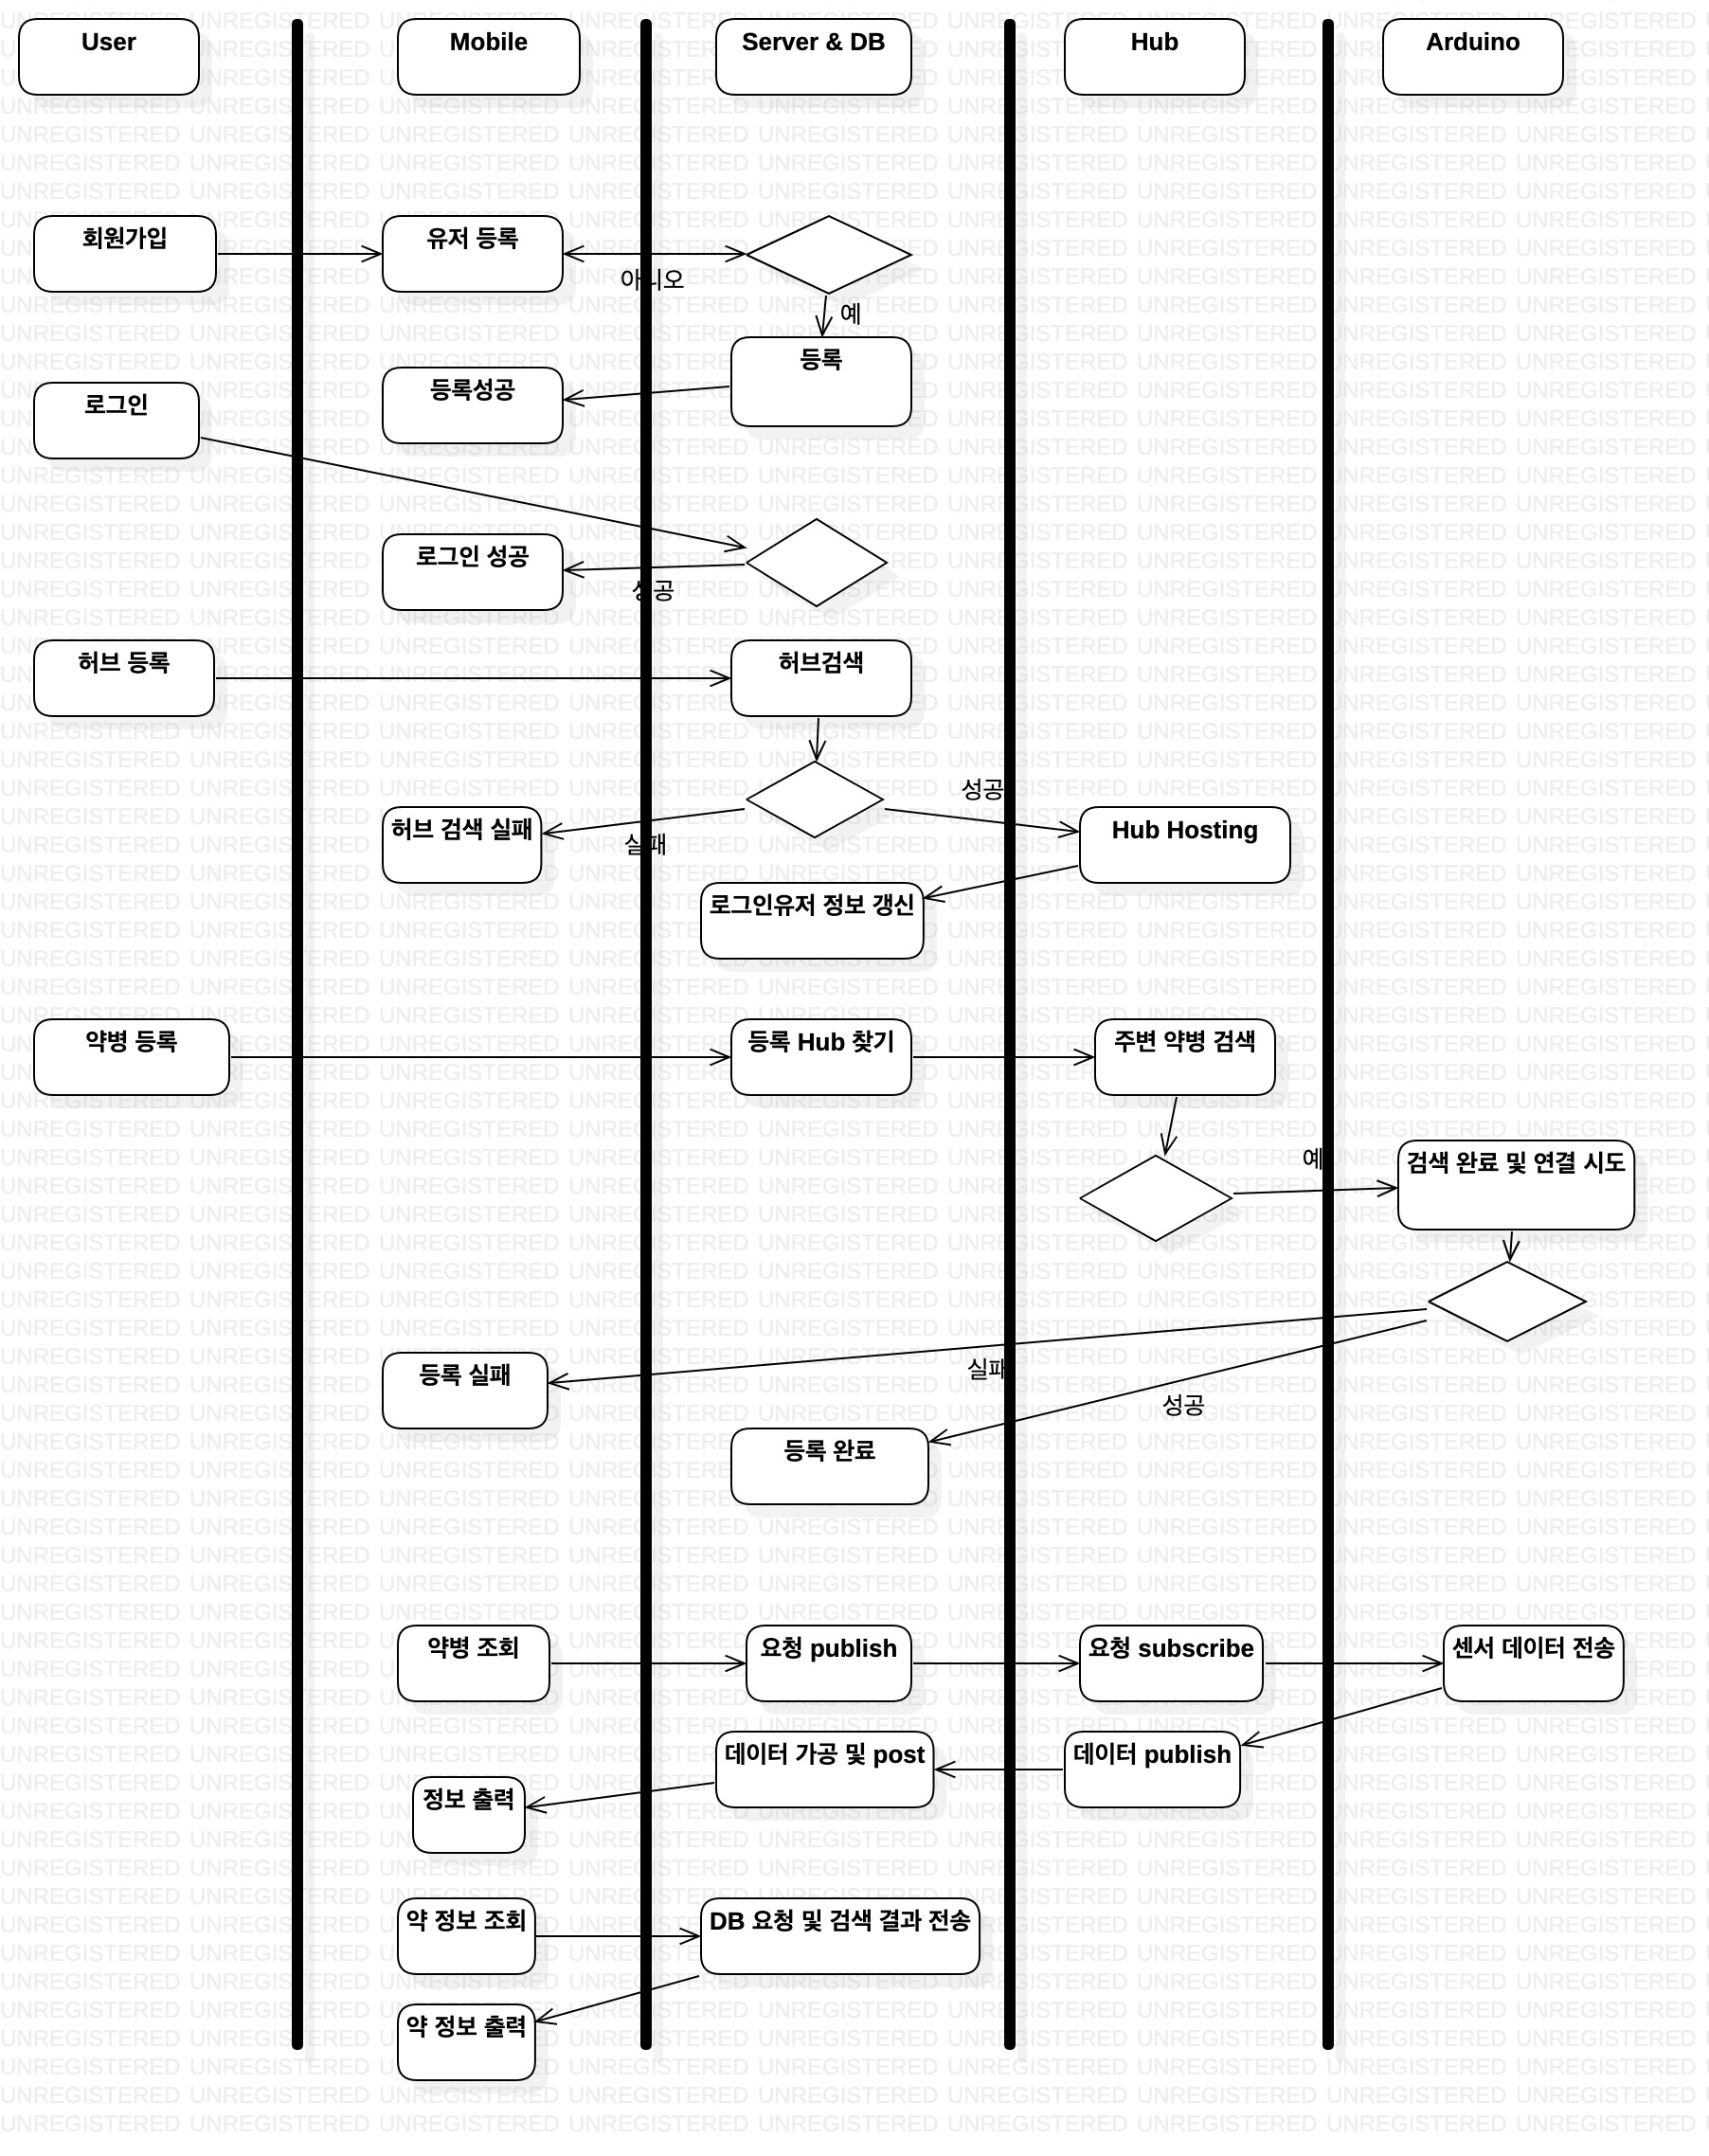 User
Mobile
Server & DB
Hub
Arduino
회원가입
유저 등록
아니오
예
등록
등록성공
로그인
로그인 성공
성공
허브 등록
허브검색
성공
허브 검색 실패
실패
Hub Hosting
로그인유저 정보 갱신
약병 등록
등록 Hub 찾기
주변 약병 검색
예
검색 완료 및 연결 시도
등록 실패
실패
성공
등록 완료
약병 조회
요청 publish
요청 subscribe
센서 데이터 전송
데이터 가공 및 post
데이터 publish
정보 출력
약 정보 조회
DB 요청 및 검색 결과 전송
약 정보 출력
UNREGISTERED